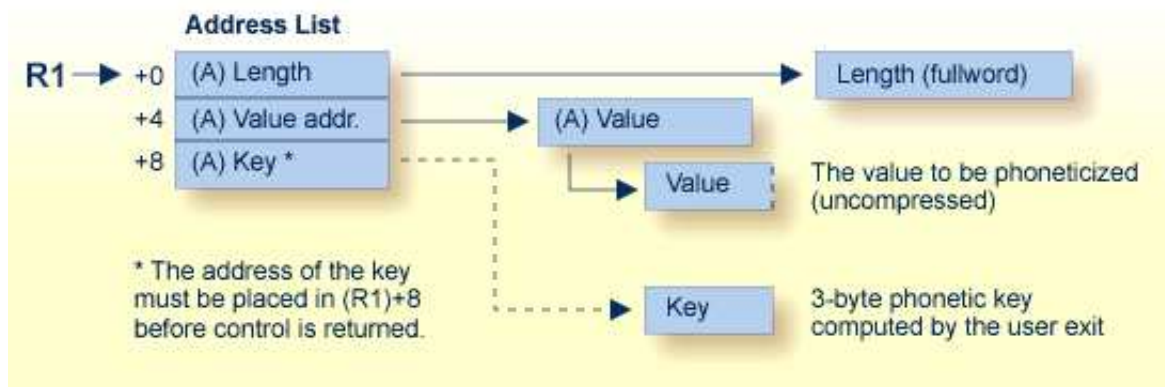 Address List
R1
+0
(A) Length
Length (fullword)
+4
(A) Value addr.
(A) Value
+8
(A) Key *
Value
The value to be phoneticized
(uncompressed)
* The address of the key
must be placed in (R1)+8
before control is returned.
Key
3-byte phonetic key
computed by the user exit